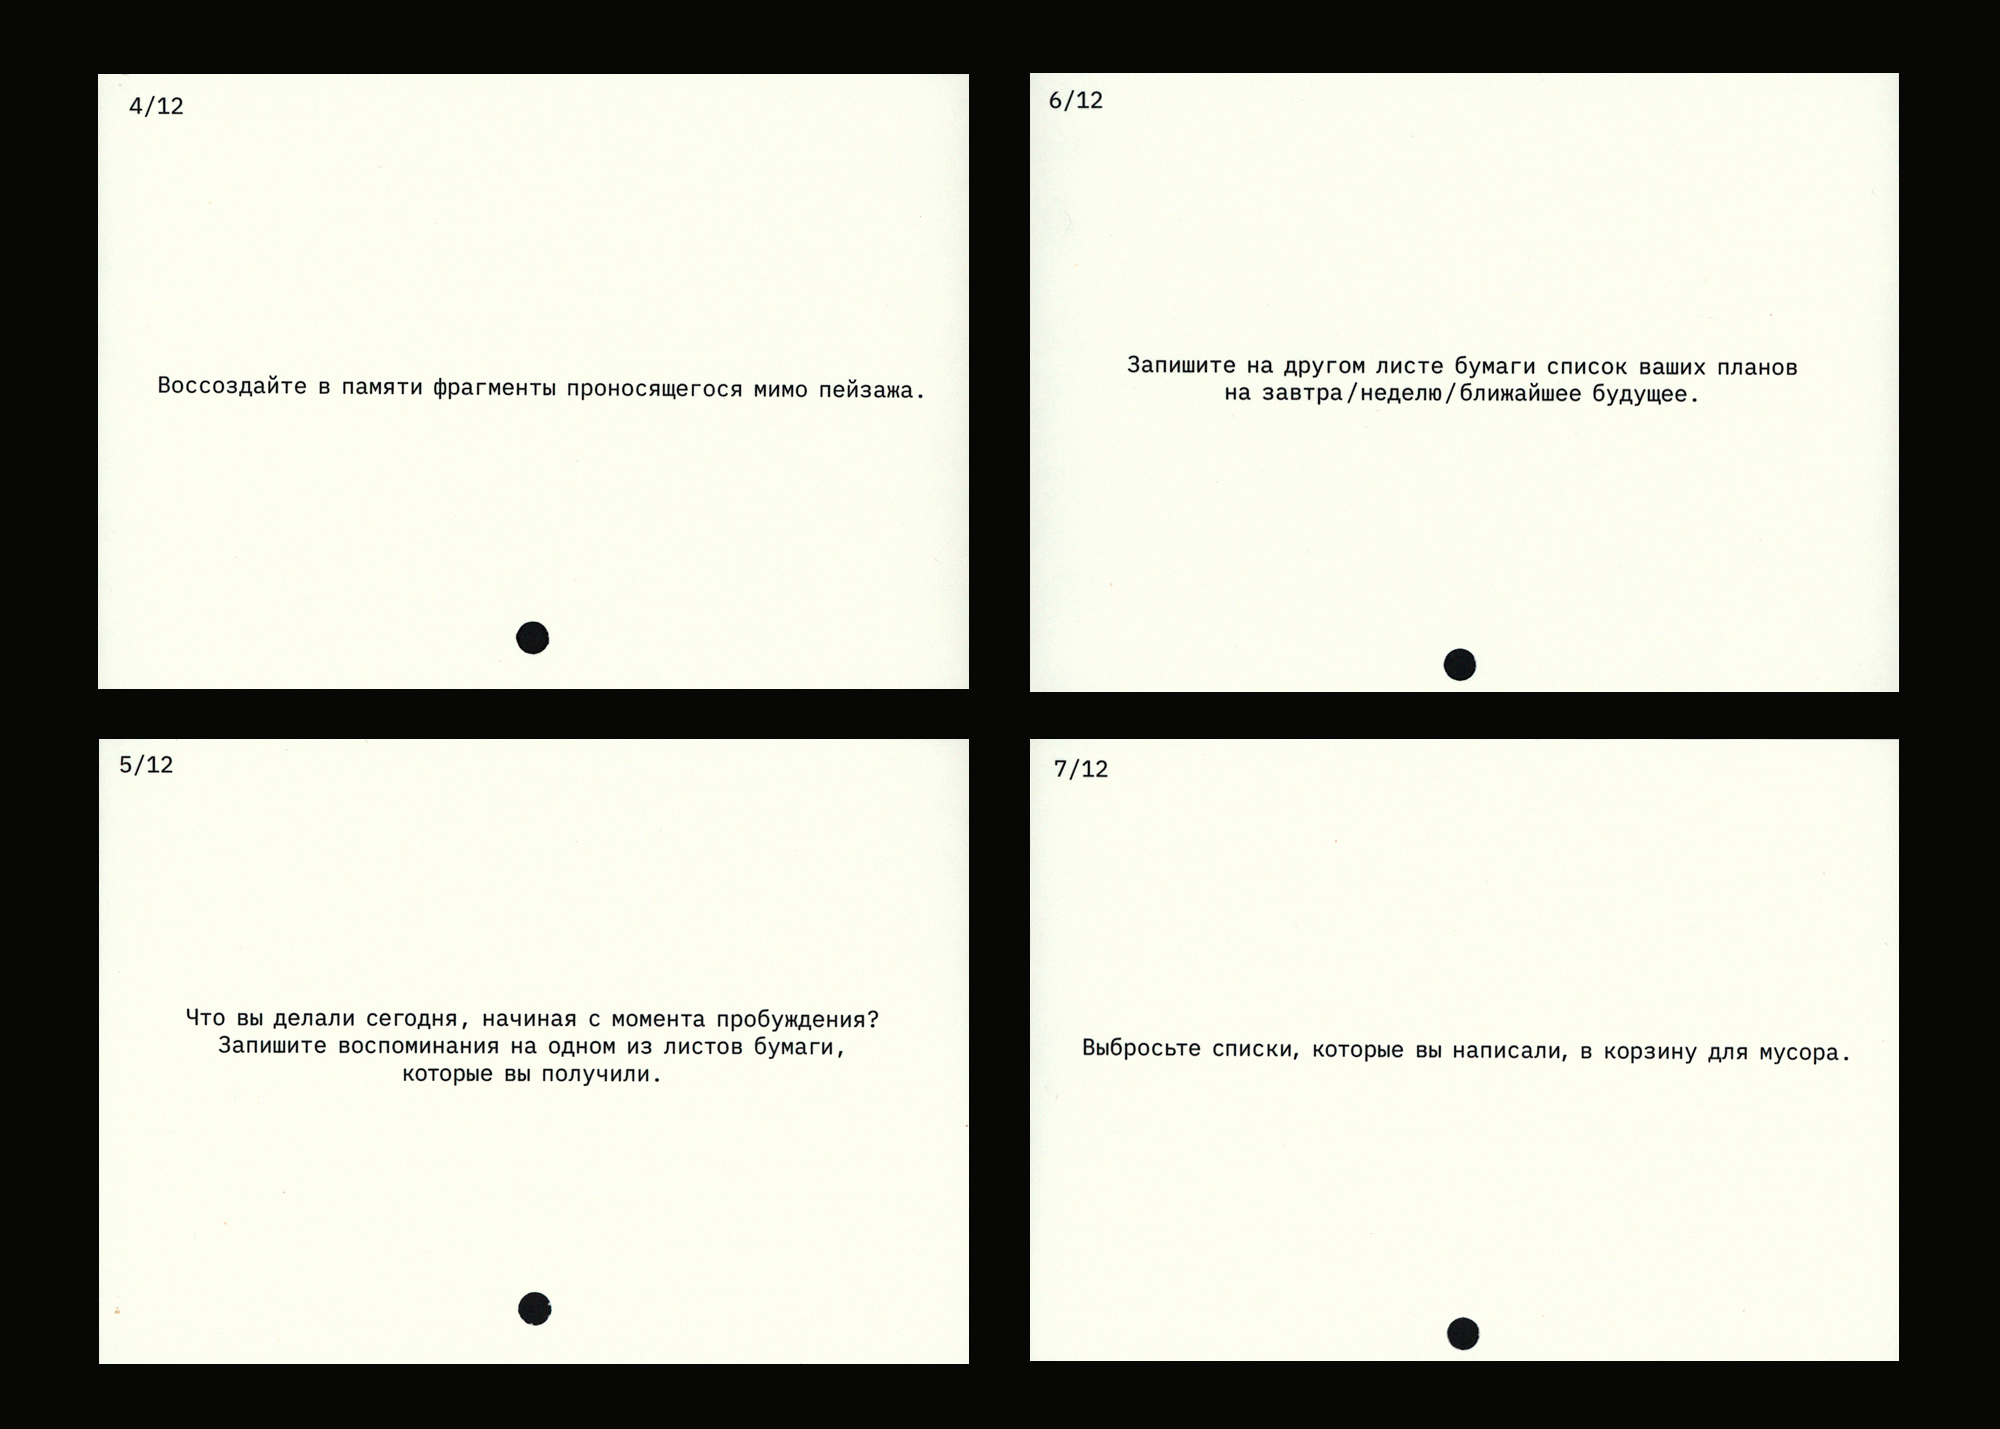 4/12
Воссоздайте в памяти фрагменты проносящегося мимо пейзажа.
5/12
Что вы делали сегодня, начиная с момента пробуждения?
Запишите воспоминания на одном из листов бумаги,
которые вы получили.
6/12
Запишите на другом листе бумаги список ваших планов
на завтра/неделю/ближайшее будущее.
7/12
Выбросьте списки, которые вы написали, в корзину для мусора.